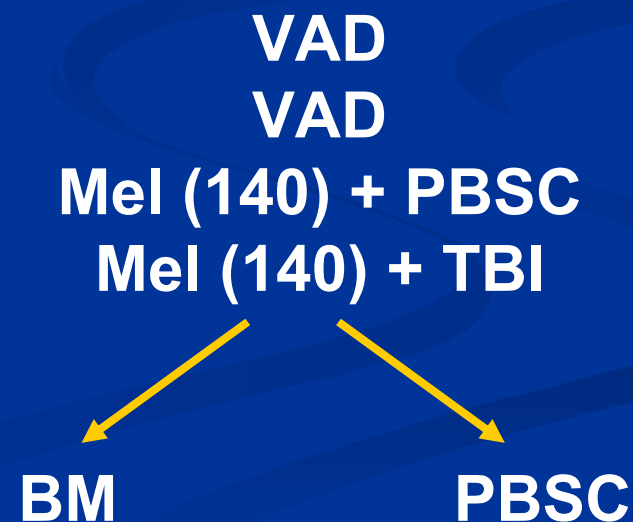 VAD
VAD
Mel (140) + PBSC
Mel (140) + TBI
BM PBSC